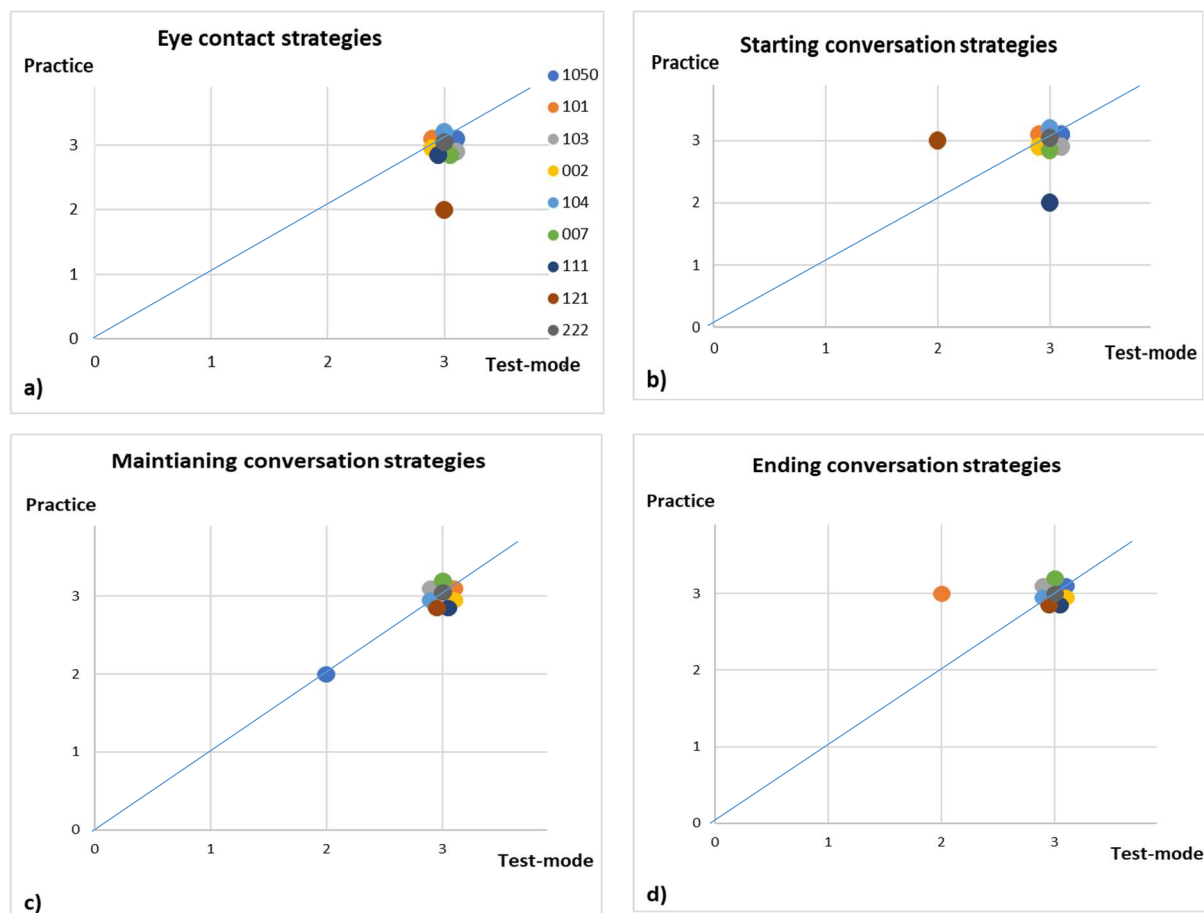 Eye contact strategies
Practice
1050
101
103
002
104
007
111
121
222
3
2
1
0
0
1
2
3
Test-mode
a)
Starting conversation strategies
Practice
3
2
1
0
0
1
2
3
Test-mode
b)
Maintianing conversation strategies
Practice
3
2
1
0
0
1
2
3
Test-mode
c)
Ending conversation strategies
Practice
3
2
1
0
0
1
2
3
Test-mode
d)